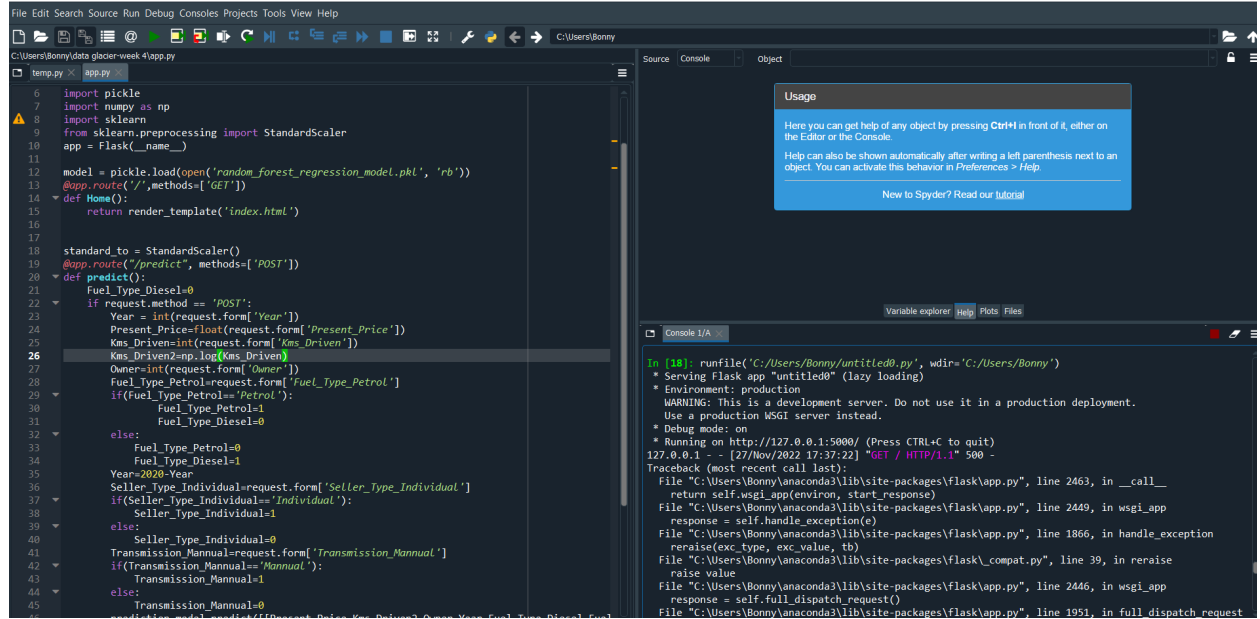 File Edit Search Source Run Debug Consoles Projects Tools View Help
C:\Users\Bonny
C:\Users\Bonny\data glacier-week 4\app.py
temp.py
app.py
6 import pickle
7 import numpy as np
8 import sklearn
9 from sklearn.preprocessing import StandardScaler
10 app = Flask(__name__)
11
12 model = pickle.load(open('random_forest_regression_model.pkl', 'rb'))
13 @app.route('/',methods=['GET'])
14 def Home():
15 return render_template('index.html')
16
17
18 standard_to = StandardScaler()
19 @app.route("/predict", methods=['POST'])
20 def predict():
21 Fuel_Type_Diesel=0
22 if request.method == 'POST':
23 Year = int(request.form['Year'])
24 Present_Price=float(request.form['Present_Price'])
25 Kms_Driven=int(request.form['Kms_Driven'])
26 Kms_Driven2=np.log(Kms_Driven)
27 Owner=int(request.form['Owner'])
28 Fuel_Type_Petrol=request.form['Fuel_Type_Petrol']
29 if(Fuel_Type_Petrol=='Petrol'):
30 Fuel_Type_Petrol=1
31 Fuel_Type_Diesel=0
32 else:
33 Fuel_Type_Petrol=0
34 Fuel_Type_Diesel=1
35 Year=2020-Year
36 Seller_Type_Individual=request.form['Seller_Type_Individual']
37 if(Seller_Type_Individual=='Individual'):
38 Seller_Type_Individual=1
39 else:
40 Seller_Type_Individual=0
41 Transmission_Mannual=request.form['Transmission_Mannual']
42 if(Transmission_Mannual=='Mannual'):
43 Transmission_Mannual=1
44 else:
45 Transmission_Mannual=0
Source Console Object
Usage
Here you can get help of any object by pressing Ctrl+I in front of it, either on
the Editor or the Console.
Help can also be shown automatically after writing a left parenthesis next to an
object. You can activate this behavior in Preferences > Help.
New to Spyder? Read our tutorial
Variable explorer Help Plots Files
Console 1/A
In [18]: runfile('C:/Users/Bonny/untitled0.py', wdir='C:/Users/Bonny')
* Serving Flask app "untitled0" (lazy loading)
* Environment: production
WARNING: This is a development server. Do not use it in a production deployment.
Use a production WSGI server instead.
* Debug mode: on
* Running on http://127.0.0.1:5000/ (Press CTRL+C to quit)
127.0.0.1 - - [27/Nov/2022 17:37:22] "GET / HTTP/1.1" 500 -
Traceback (most recent call last):
File "C:\Users\Bonny\anaconda3\lib\site-packages\flask\app.py", line 2463, in __call__
return self.wsgi_app(environ, start_response)
File "C:\Users\Bonny\anaconda3\lib\site-packages\flask\app.py", line 2449, in wsgi_app
response = self.handle_exception(e)
File "C:\Users\Bonny\anaconda3\lib\site-packages\flask\app.py", line 1866, in handle_exception
reraise(exc_type, exc_value, tb)
File "C:\Users\Bonny\anaconda3\lib\site-packages\flask\_compat.py", line 39, in reraise
raise value
File "C:\Users\Bonny\anaconda3\lib\site-packages\flask\app.py", line 2446, in wsgi_app
response = self.full_dispatch_request()
File "C:\Users\Bonny\anaconda3\lib\site-packages\flask\app.py", line 1951, in full_dispatch_request